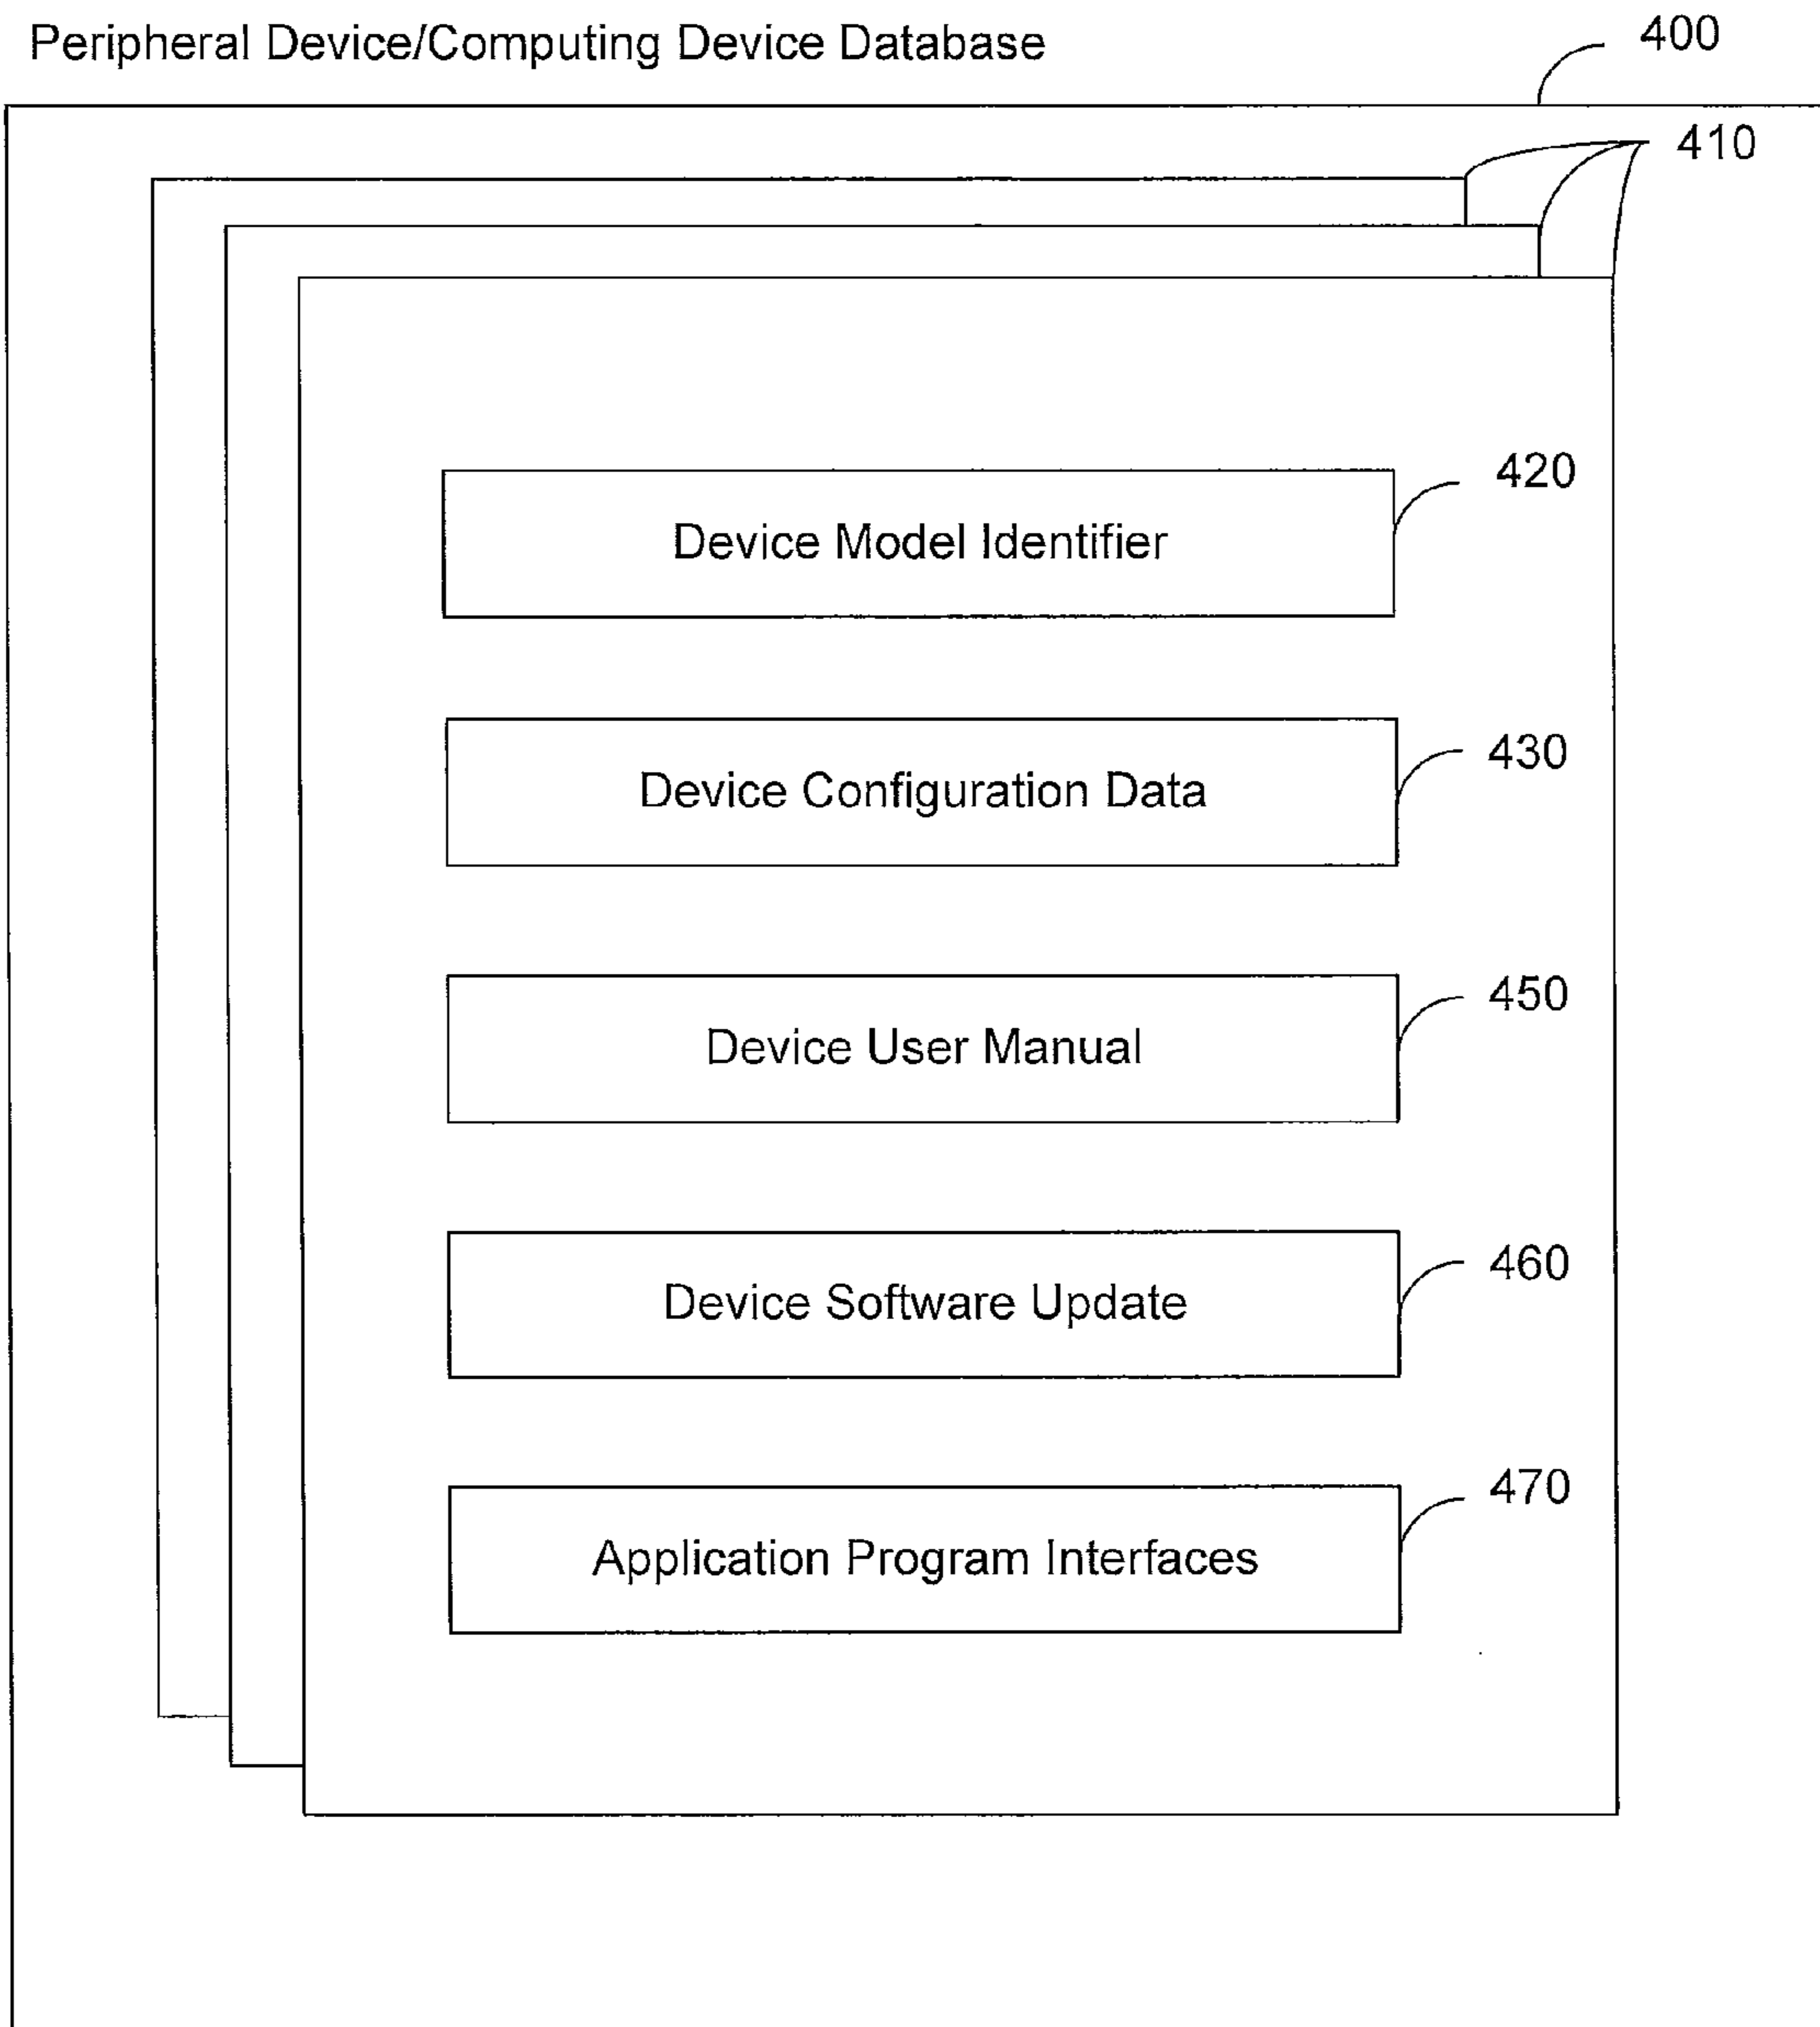 Peripheral Device/Computing Device Database
400
410
420
Device Model Identifier
430
Device Configuration Data
450
Device User Manual
460
Device Software Update
470
Application Program Interfaces